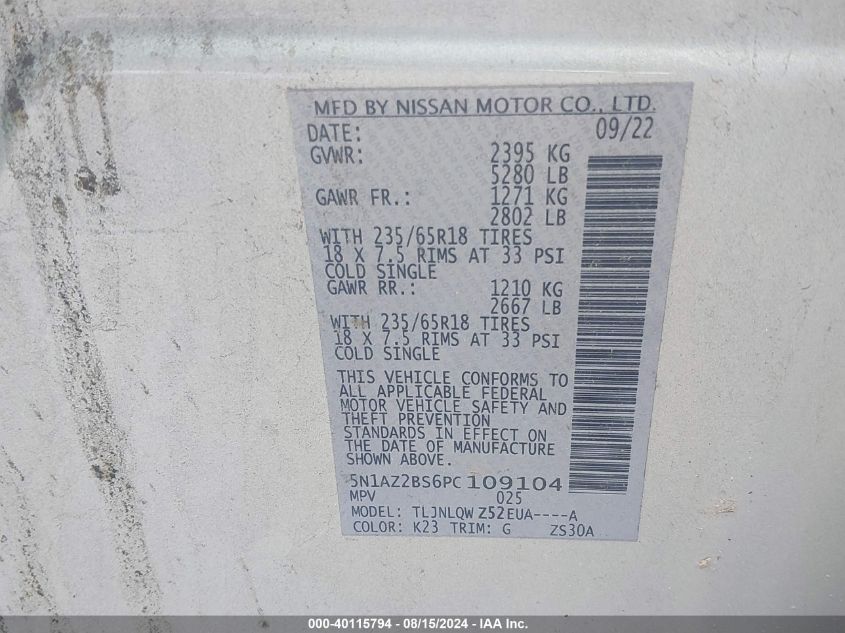 MFD BY NISSAN MOTOR CO., LTD.
DATE: 09/22
GVWR: 2395 KG
5280 LB
GAWR FR.: 1271 KG
2802 LB
WITH 235/65R18 TIRES
18 X 7.5 RIMS AT 33 PSI
COLD SINGLE
GAWR RR.: 1210 KG
2667 LB
WITH 235/65R18 TIRES
18 X 7.5 RIMS AT 33 PSI
COLD SINGLE
THIS VEHICLE CONFORMS TO
ALL APPLICABLE FEDERAL
MOTOR VEHICLE SAFETY AND
THEFT PREVENTION
STANDARDS IN EFFECT ON
THE DATE OF MANUFACTURE
SHOWN ABOVE.
5N1AZ2BS6PC 109104
MPV 025
MODEL: TLJNLQW Z52EUA----A
COLOR: K23 TRIM: G ZS30A
000-40115794 - 08/15/2024 - IAA Inc.